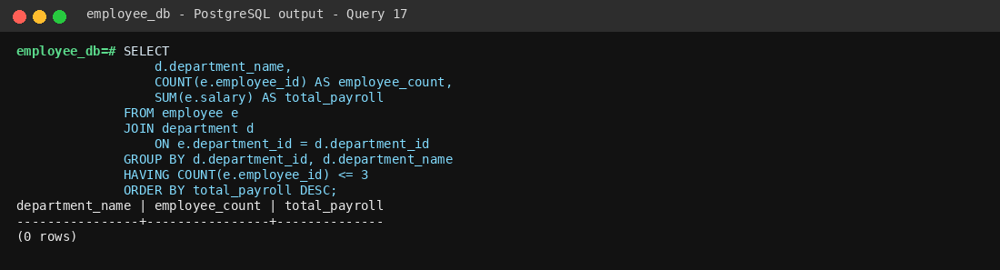 employee_db - PostgreSQL output - Query 17
employee_db=# SELECT
d.department_name,
COUNT(e.employee_id) AS employee_count,
SUM(e.salary) AS total_payroll
FROM employee e
JOIN department d
ON e.department_id = d.department_id
GROUP BY d.department_id, d.department_name
HAVING COUNT(e.employee_id) <= 3
ORDER BY total_payroll DESC;
department_name | employee_count | total_payroll
----------------+----------------+--------------
(0 rows)